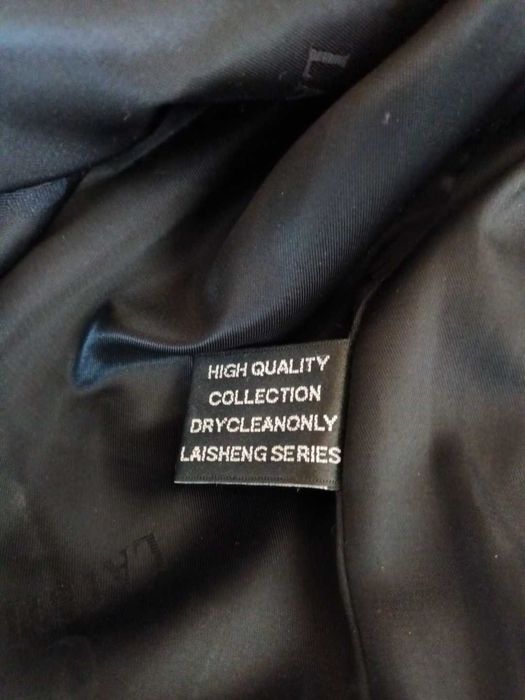 HIGH QUALITY
COLLECTION
DRYCLEANONLY
LAISHENG SERIES